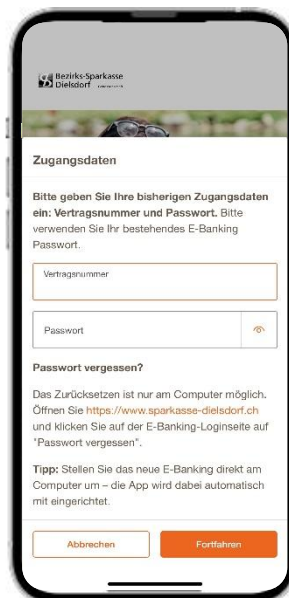 Bezirks-Sparkasse
Dielsdorf
Zugangsdaten
Bitte geben Sie Ihre bisherigen Zugangsdaten
ein: Vertragsnummer und Passwort. Bitte
verwenden Sie Ihr bestehendes E-Banking
Passwort.
Vertragsnummer
Passwort
Passwort vergessen?
Das Zurücksetzen ist nur am Computer möglich.
Öffnen Sie https://www.sparkasse-dielsdorf.ch
und klicken Sie auf der E-Banking-Loginseite auf
"Passwort vergessen".
Tipp: Stellen Sie das neue E-Banking direkt am
Computer um – die App wird dabei automatisch
mit eingerichtet.
Abbrechen
Fortfahren